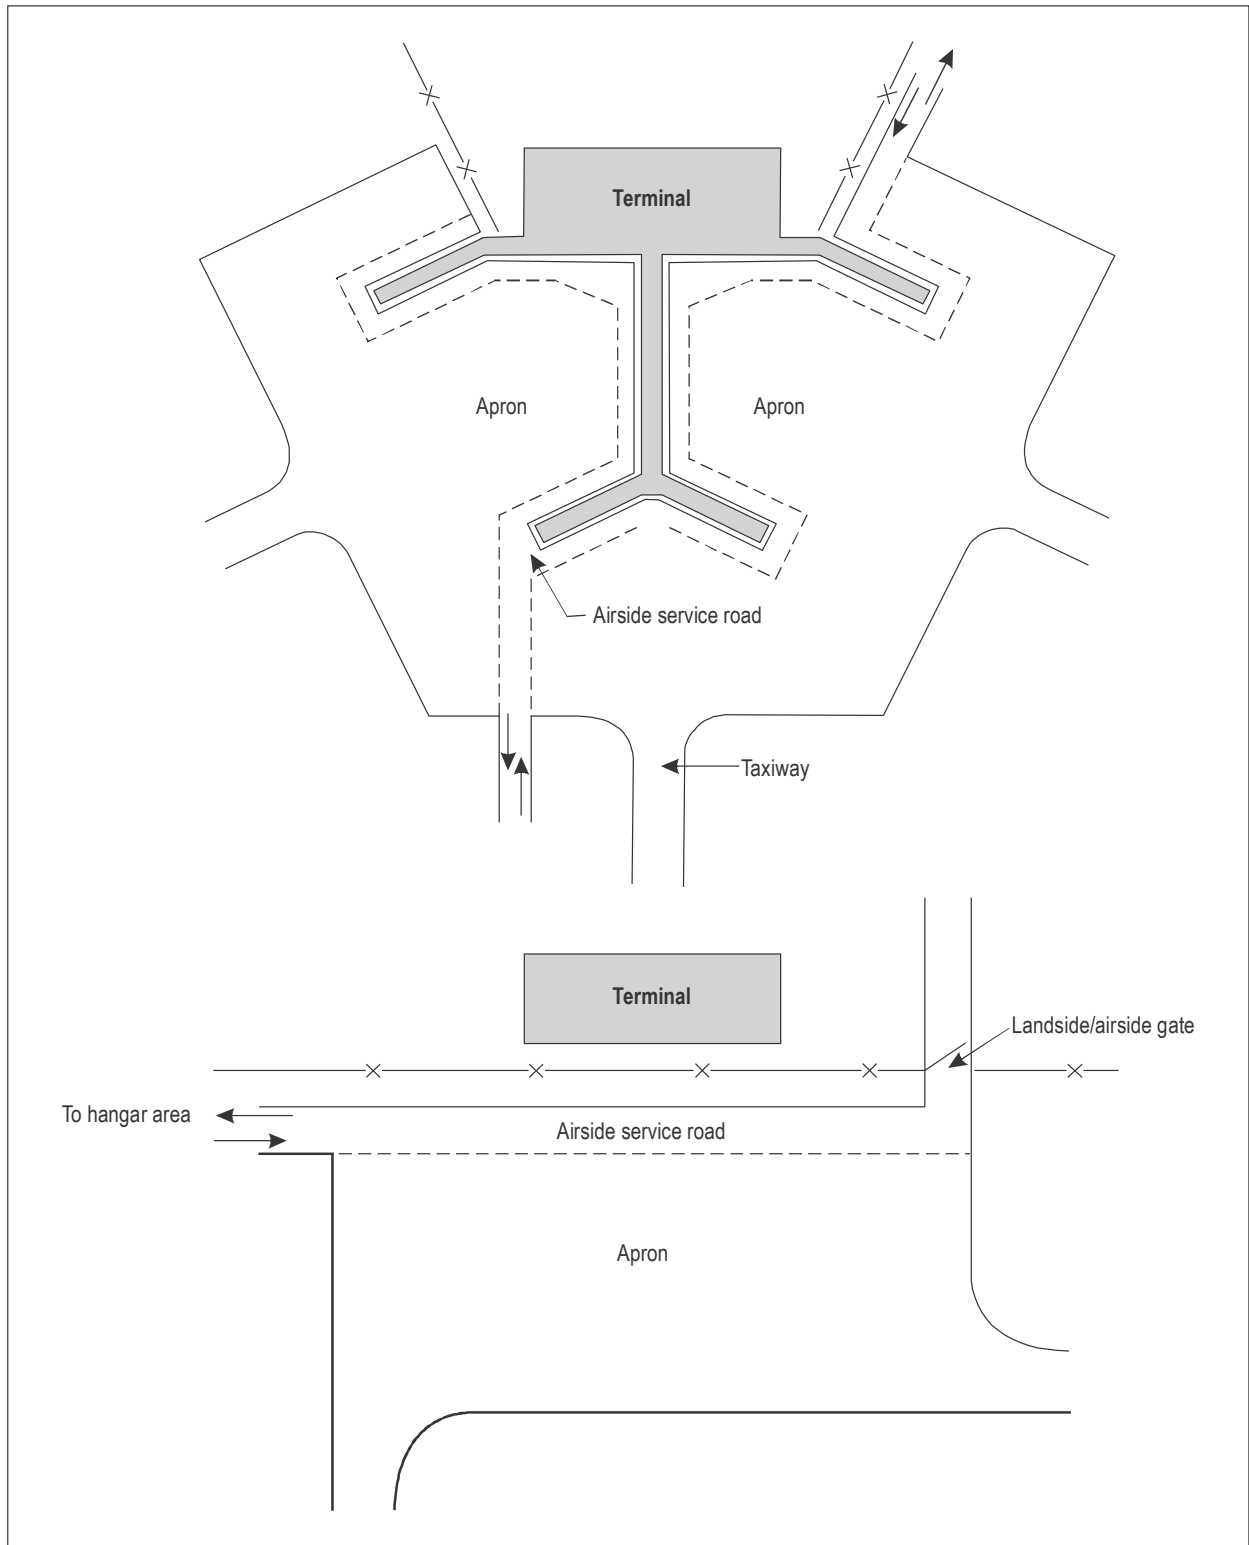 Terminal
Apron
Apron
Airside service road
Taxiway
Terminal
Landside/airside gate
To hangar area
Airside service road
Apron